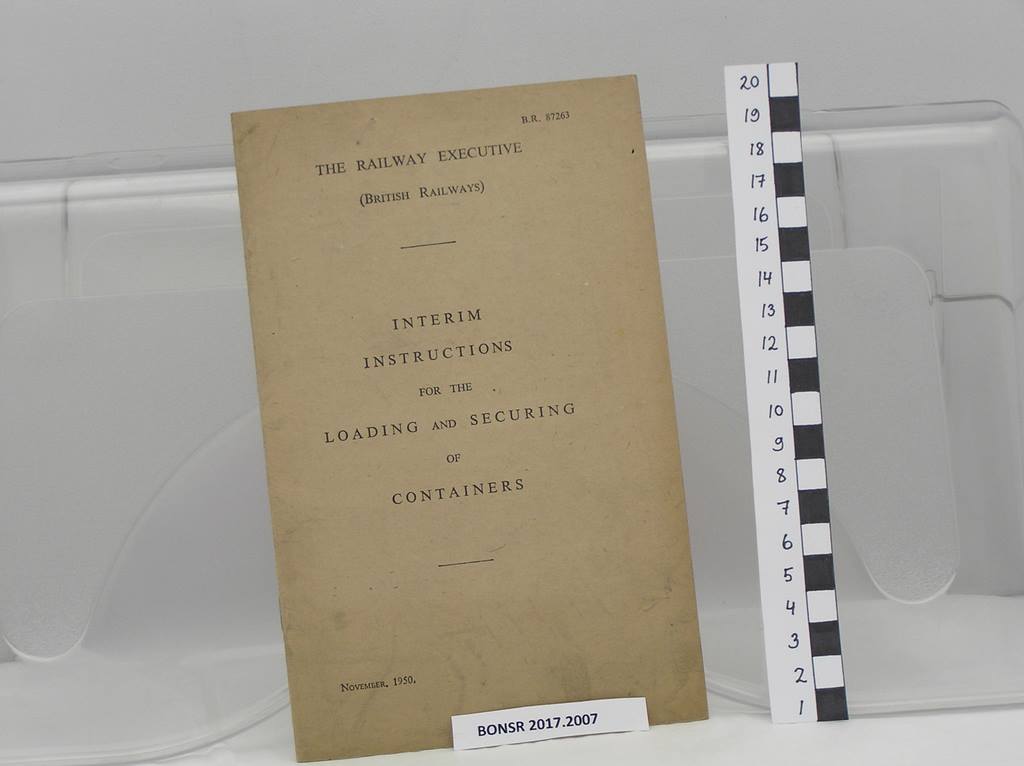 B.R. 87263
THE RAILWAY EXECUTIVE
(BRITISH RAILWAYS)
INTERIM
INSTRUCTIONS
FOR THE
LOADING AND SECURING
OF
CONTAINERS
NOVEMBER, 1950.
BONSR 2017.2007
20
19
18
17
16
15
14
13
12
11
10
9
8
7
6
5
4
3
2
1